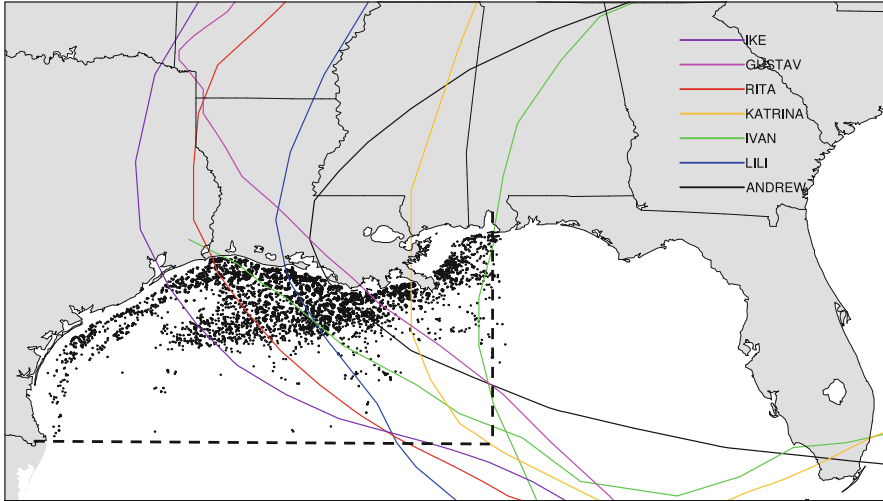 IKE
GUSTAV
RITA
KATRINA
IVAN
LILI
ANDREW